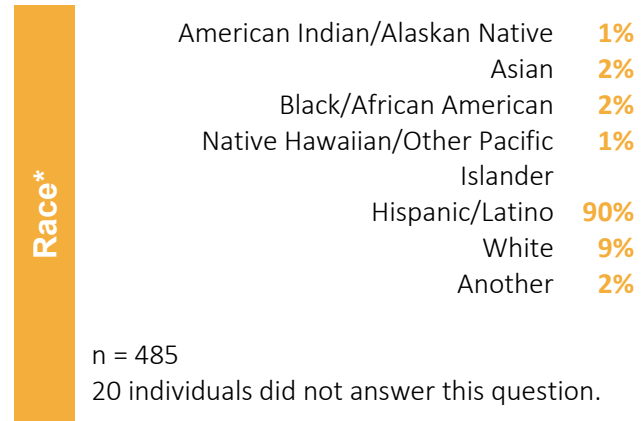 Race*
American Indian/Alaskan Native 1%
Asian 2%
Black/African American 2%
Native Hawaiian/Other Pacific 1%
Islander
Hispanic/Latino 90%
White 9%
Another 2%
n = 485
20 individuals did not answer this question.